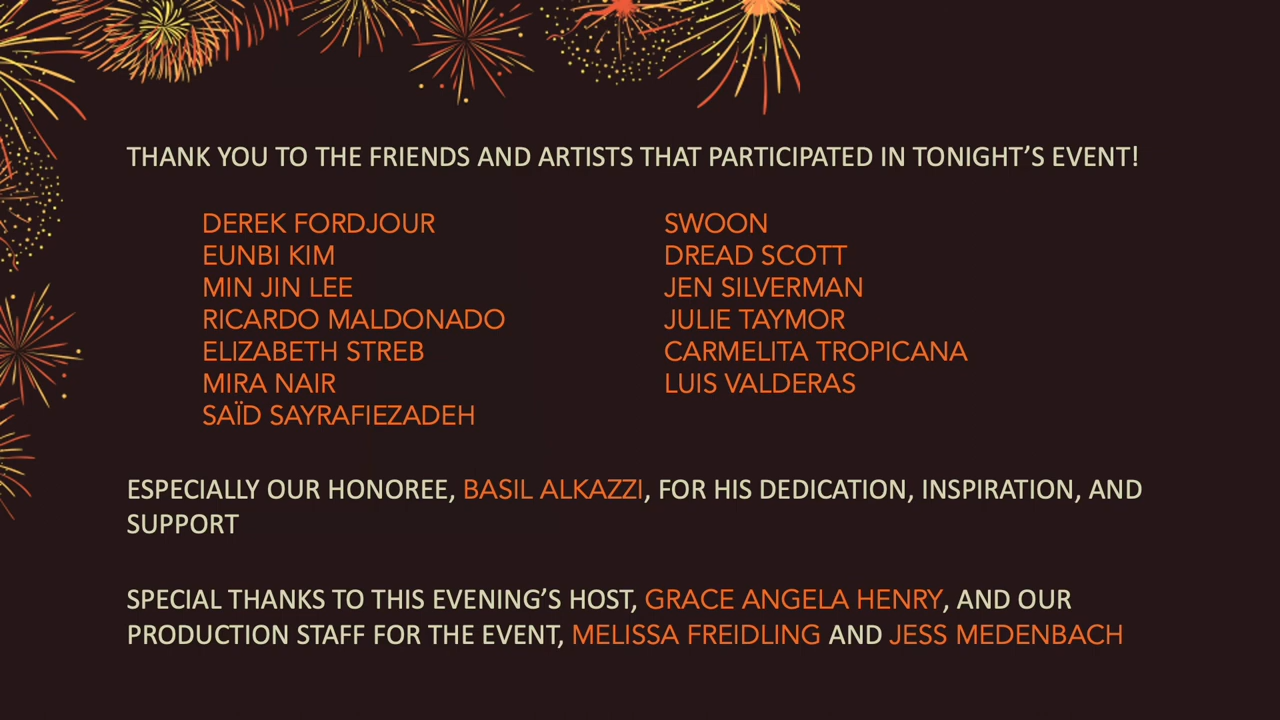 THANK YOU TO THE FRIENDS AND ARTISTS THAT PARTICIPATED IN TONIGHT’S EVENT!
DEREK FORDJOUR
EUNBI KIM
MIN JIN LEE
RICARDO MALDONADO
ELIZABETH STREB
MIRA NAIR
SAÏD SAYRAFIEZADEH
SWOON
DREAD SCOTT
JEN SILVERMAN
JULIE TAYMOR
CARMELITA TROPICANA
LUIS VALDERAS
ESPECIALLY OUR HONOREE, BASIL ALKAZZI, FOR HIS DEDICATION, INSPIRATION, AND
SUPPORT
SPECIAL THANKS TO THIS EVENING’S HOST, GRACE ANGELA HENRY, AND OUR
PRODUCTION STAFF FOR THE EVENT, MELISSA FREIDLING AND JESS MEDENBACH